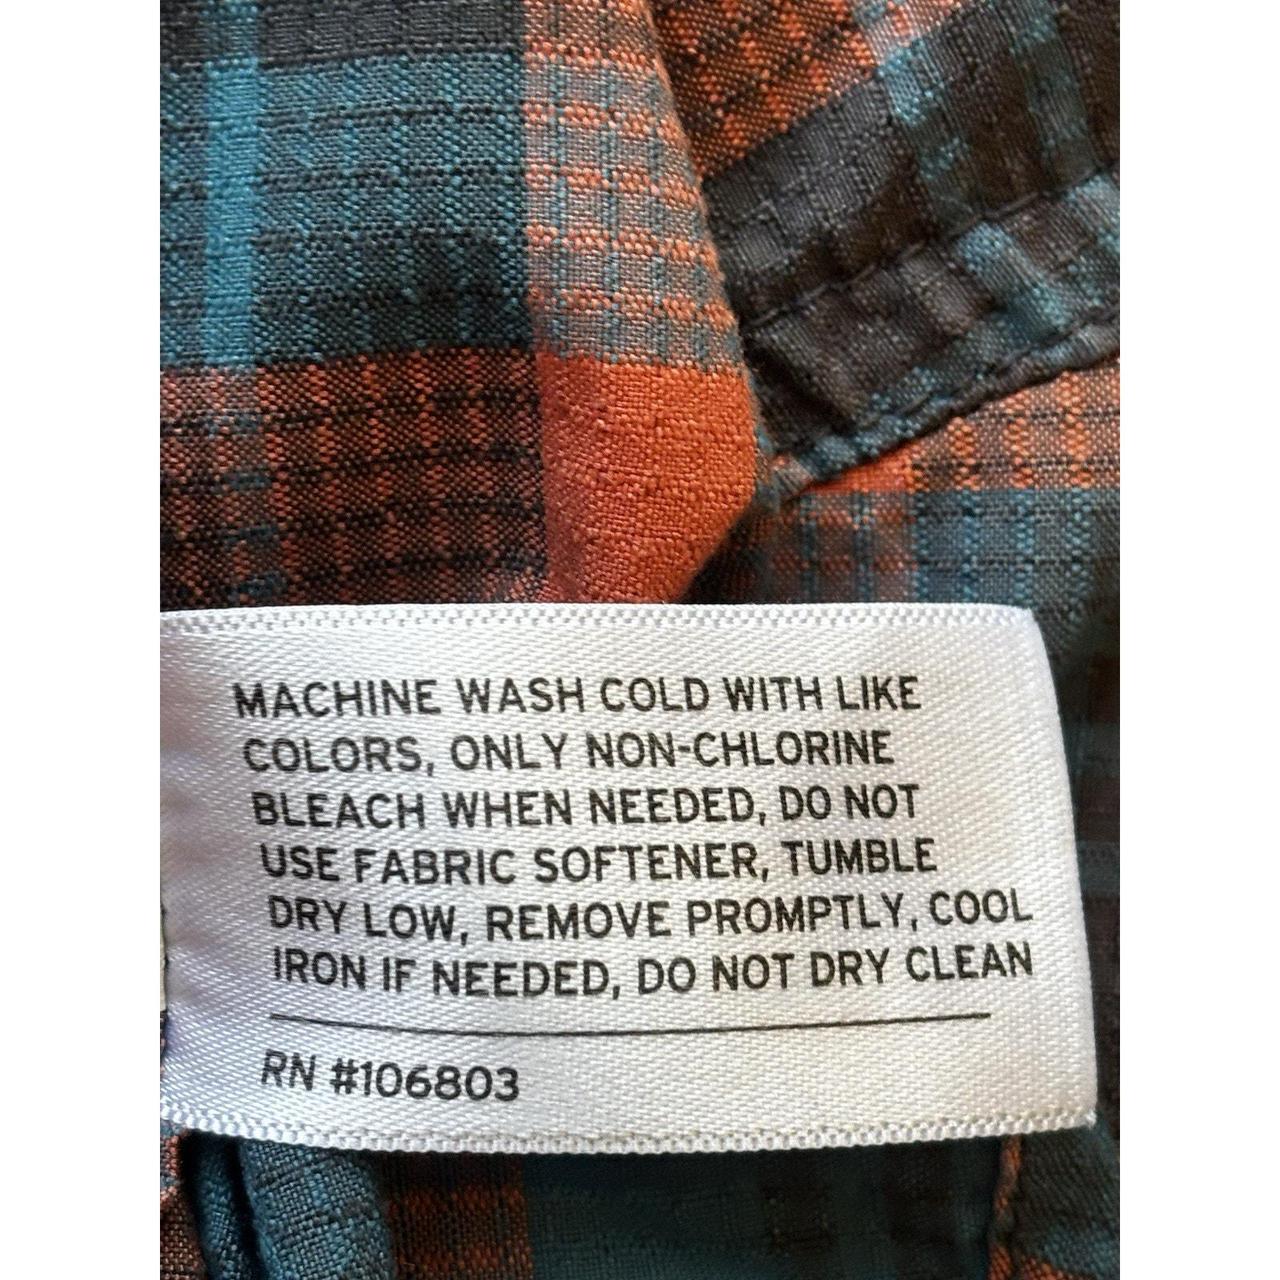 MACHINE WASH COLD WITH LIKE
COLORS, ONLY NON-CHLORINE
BLEACH WHEN NEEDED, DO NOT
USE FABRIC SOFTENER, TUMBLE
DRY LOW, REMOVE PROMPTLY, COOL
IRON IF NEEDED, DO NOT DRY CLEAN
RN #106803